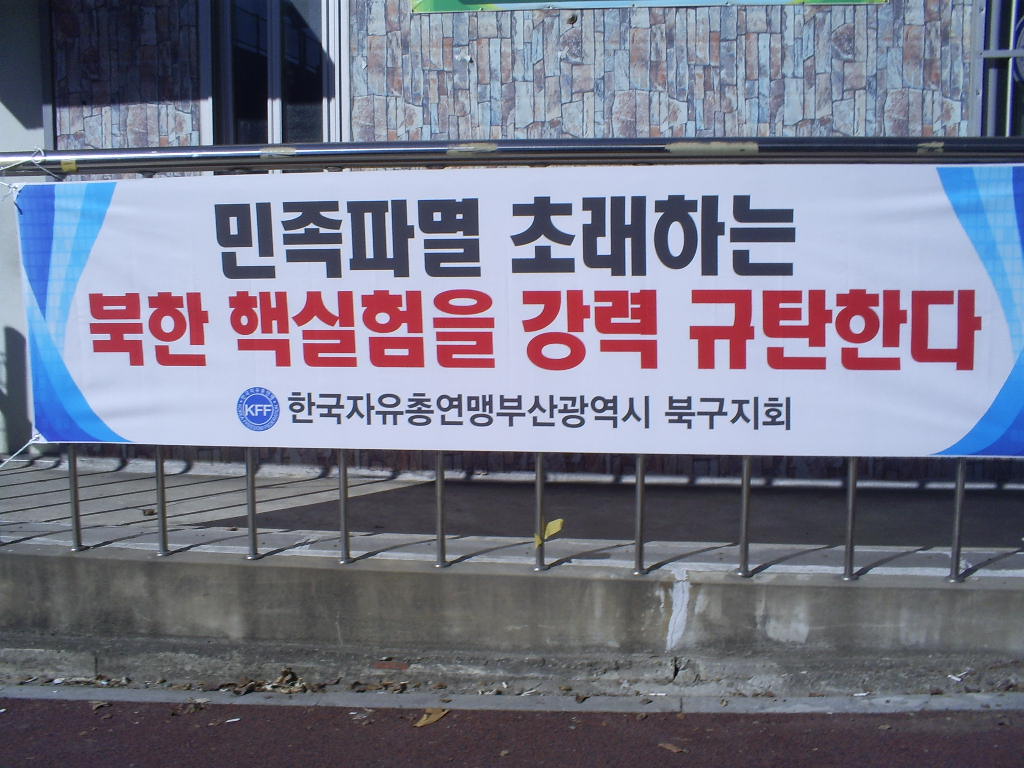 민족파멸 초래하는
북한 핵실험을 강력 규탄한다
KFF 한국자유총연맹부산광역시 북구지회